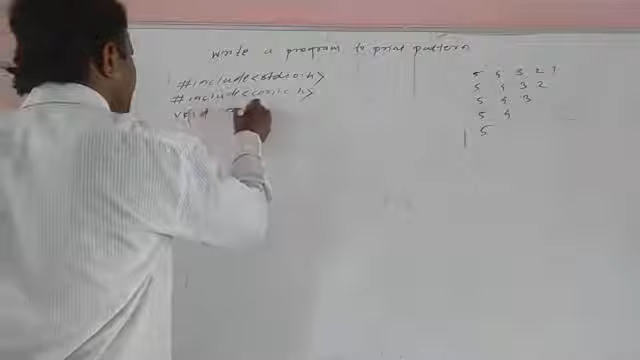 Write a program to print pattern
#include<stdio.h>
#include<conio.h>
void
5 4 3 2 1
5 4 3 2
5 4 3
5 4
5